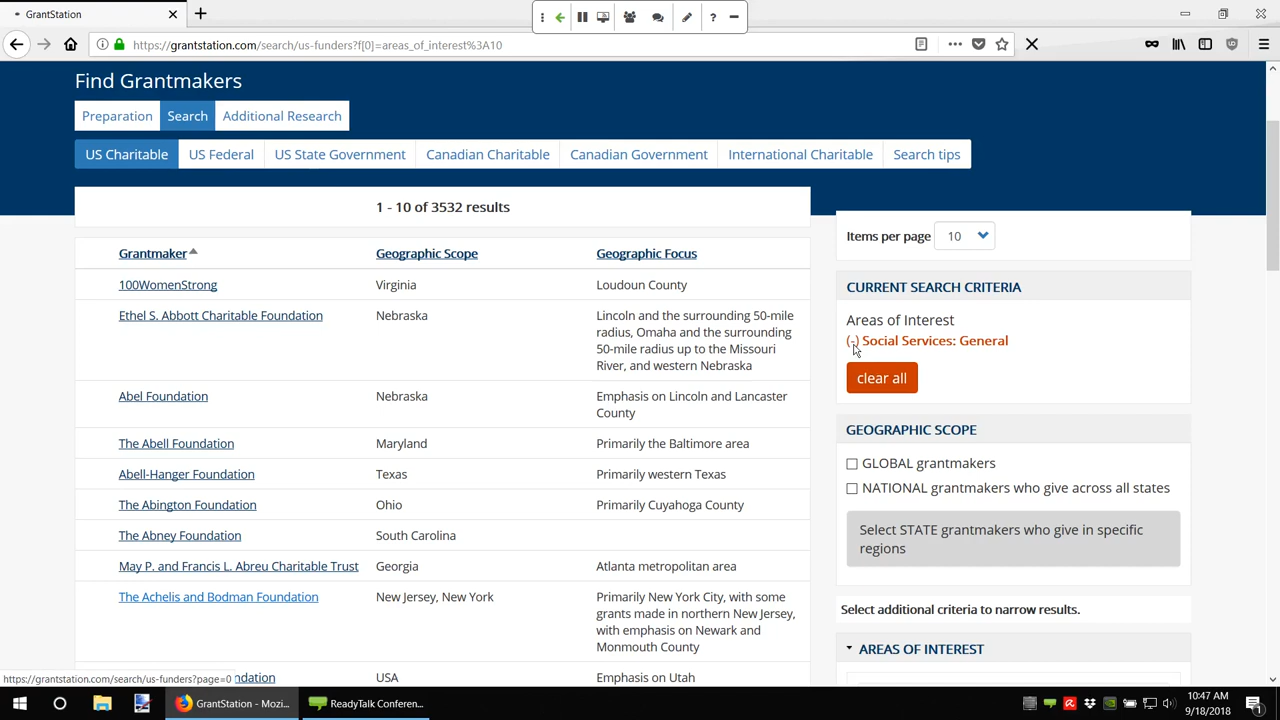 GrantStation
https://grantstation.com/search/us-funders?f[0]=areas_of_interest%3A10
Find Grantmakers
Preparation Search Additional Research
US Charitable US Federal US State Government Canadian Charitable Canadian Government International Charitable Search tips
1 - 10 of 3532 results
Items per page 10
Grantmaker Geographic Scope Geographic Focus
100WomenStrong Virginia Loudoun County
Ethel S. Abbott Charitable Foundation Nebraska Lincoln and the surrounding 50-mile
radius, Omaha and the surrounding
50-mile radius up to the Missouri
River, and western Nebraska
Abel Foundation Nebraska Emphasis on Lincoln and Lancaster
County
The Abell Foundation Maryland Primarily the Baltimore area
Abell-Hanger Foundation Texas Primarily western Texas
The Abington Foundation Ohio Primarily Cuyahoga County
The Abney Foundation South Carolina
May P. and Francis L. Abreu Charitable Trust Georgia Atlanta metropolitan area
The Achelis and Bodman Foundation New Jersey, New York Primarily New York City, with some
grants made in northern New Jersey,
with emphasis on Newark and
Monmouth County
ndation USA Emphasis on Utah
CURRENT SEARCH CRITERIA
Areas of Interest
(-) Social Services: General
clear all
GEOGRAPHIC SCOPE
GLOBAL grantmakers
NATIONAL grantmakers who give across all states
Select STATE grantmakers who give in specific
regions
Select additional criteria to narrow results.
AREAS OF INTEREST
https://grantstation.com/search/us-funders?page=0
GrantStation - Mozi...
ReadyTalk Conferen...
10:47 AM
9/18/2018
1